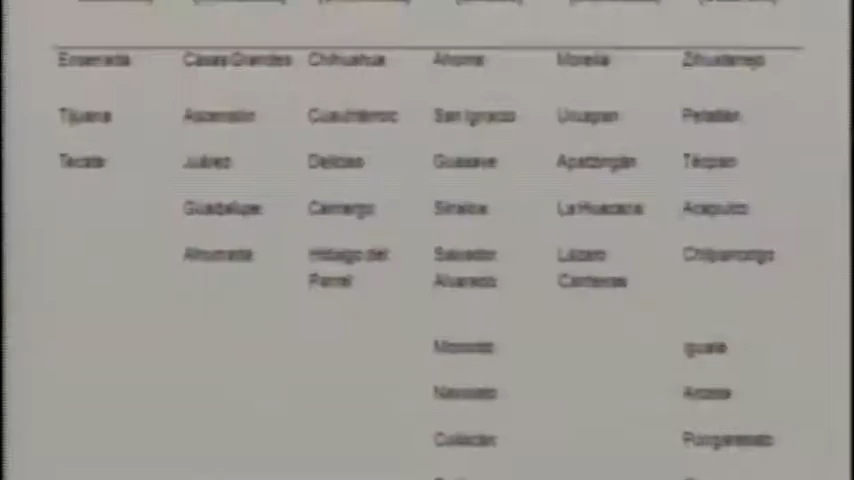 Ensenada Casas Grandes Chihuahua Ahome Morelia Zihuatanejo
Tijuana Ascensión Cuauhtémoc San Ignacio Uruapan Petatlán
Tecate Juárez Delicias Guasave Apatzingán Técpan
Guadalupe Camargo Sinaloa La Huacana Acapulco
Ahumada Hidalgo del Salvador Lázaro Chilpancingo
Parral Alvarado Cárdenas
Mocorito Iguala
Navolato Arcelia
Culiacán Pungarabato